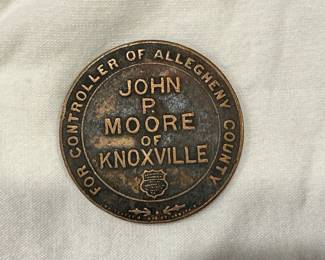 FOR CONTROLLER OF ALLEGHENY COUNTY
JOHN
P.
MOORE
OF
KNOXVILLE